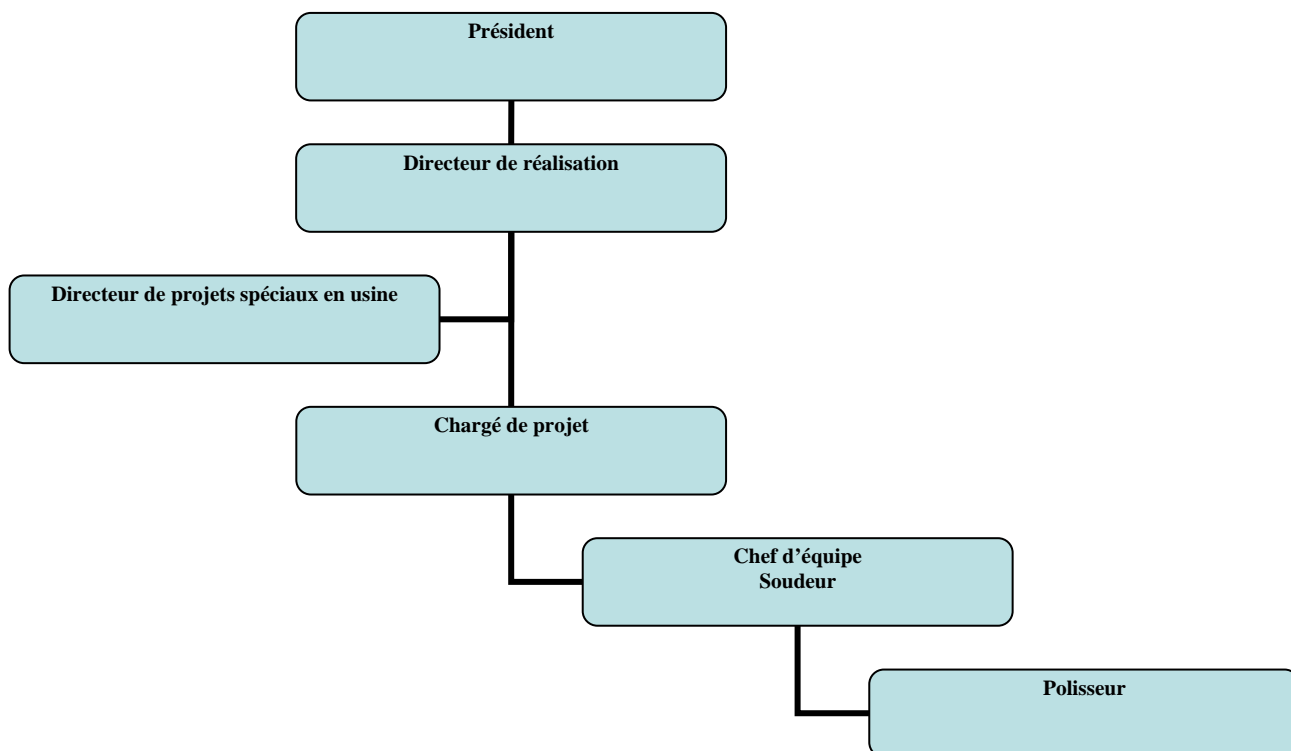 Président
Directeur de réalisation
Directeur de projets spéciaux en usine
Chargé de projet
Chef d’équipe
Soudeur
Polisseur